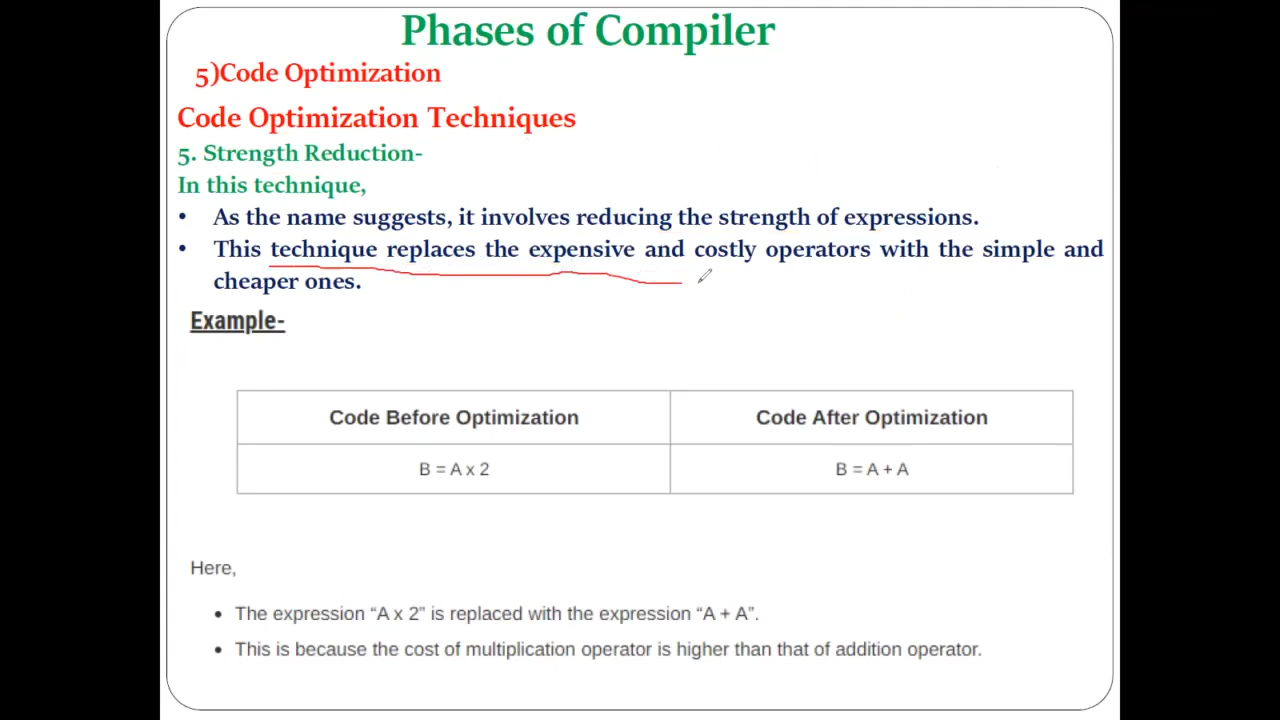 Phases of Compiler
5)Code Optimization
Code Optimization Techniques
5. Strength Reduction-
In this technique,
• As the name suggests, it involves reducing the strength of expressions.
• This technique replaces the expensive and costly operators with the simple and
cheaper ones.
Example-
Code Before Optimization Code After Optimization
B = A x 2 B = A + A
Here,
• The expression “A x 2” is replaced with the expression “A + A”.
• This is because the cost of multiplication operator is higher than that of addition operator.